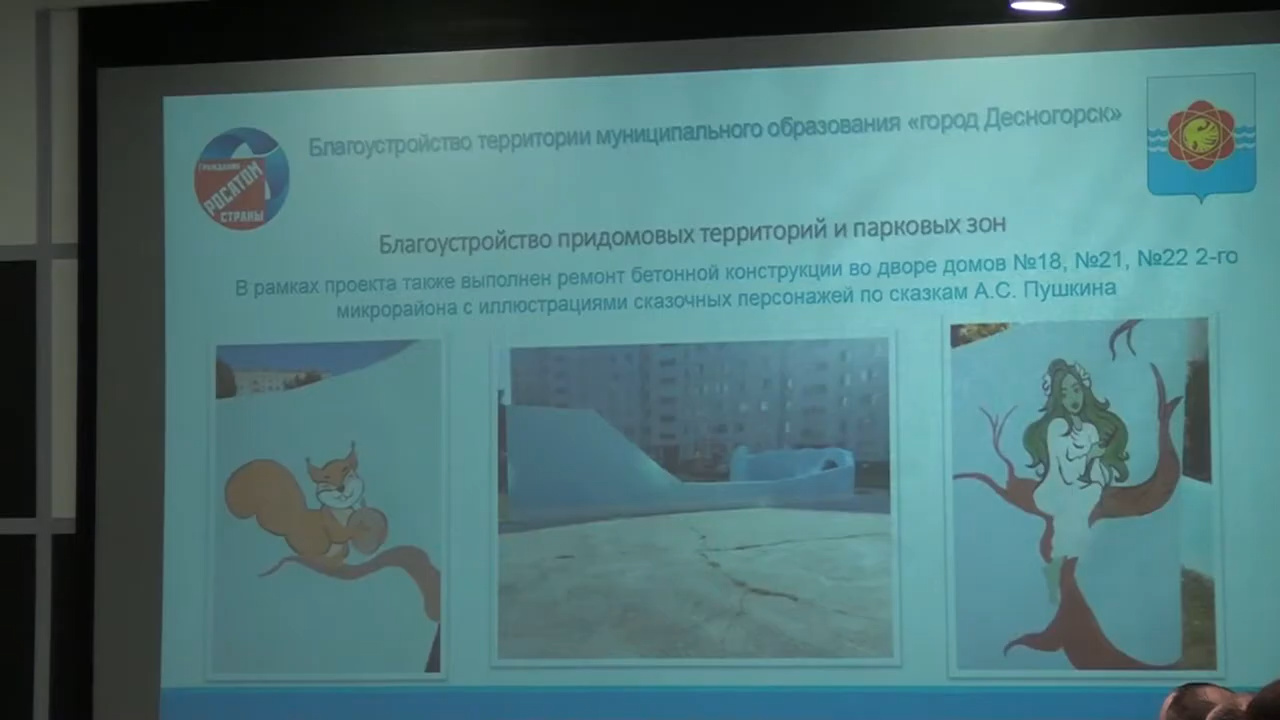 Благоустройство территории муниципального образования «город Десногорск»
ГРАЖДАНЕ
РОСАТОМ
СТРАНЫ
Благоустройство придомовых территорий и парковых зон
В рамках проекта также выполнен ремонт бетонной конструкции во дворе домов №18, №21, №22 2-го
микрорайона с иллюстрациями сказочных персонажей по сказкам А.С. Пушкина